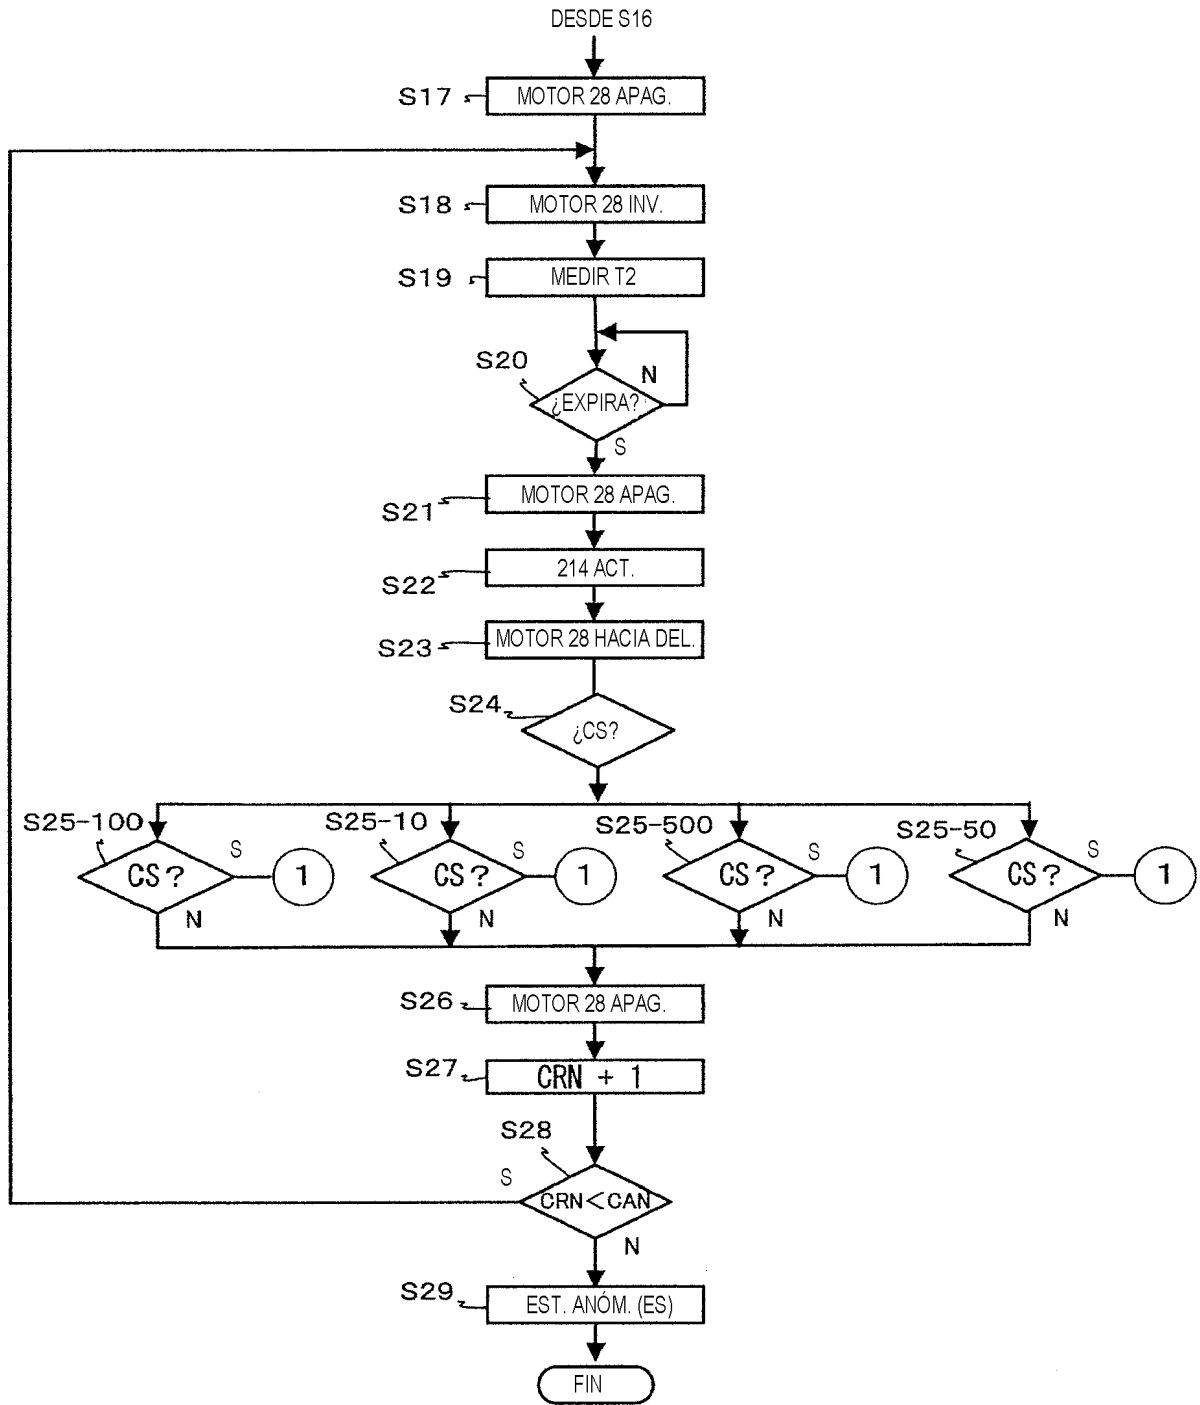 DESDE S16
S17
MOTOR 28 APAG.
S18
MOTOR 28 INV.
S19
MEDIR T2
S20
N
¿EXPIRA?
S
S21
MOTOR 28 APAG.
S22
214 ACT.
S23
MOTOR 28 HACIA DEL.
S24
¿CS?
S25-100 S25-10 S25-500 S25-50
S S S S
CS? 1 CS? 1 CS? 1 CS? 1
N N N N
S26
MOTOR 28 APAG.
S27
CRN + 1
S28
S
CRN<CAN
N
S29
EST. ANÓM. (ES)
FIN